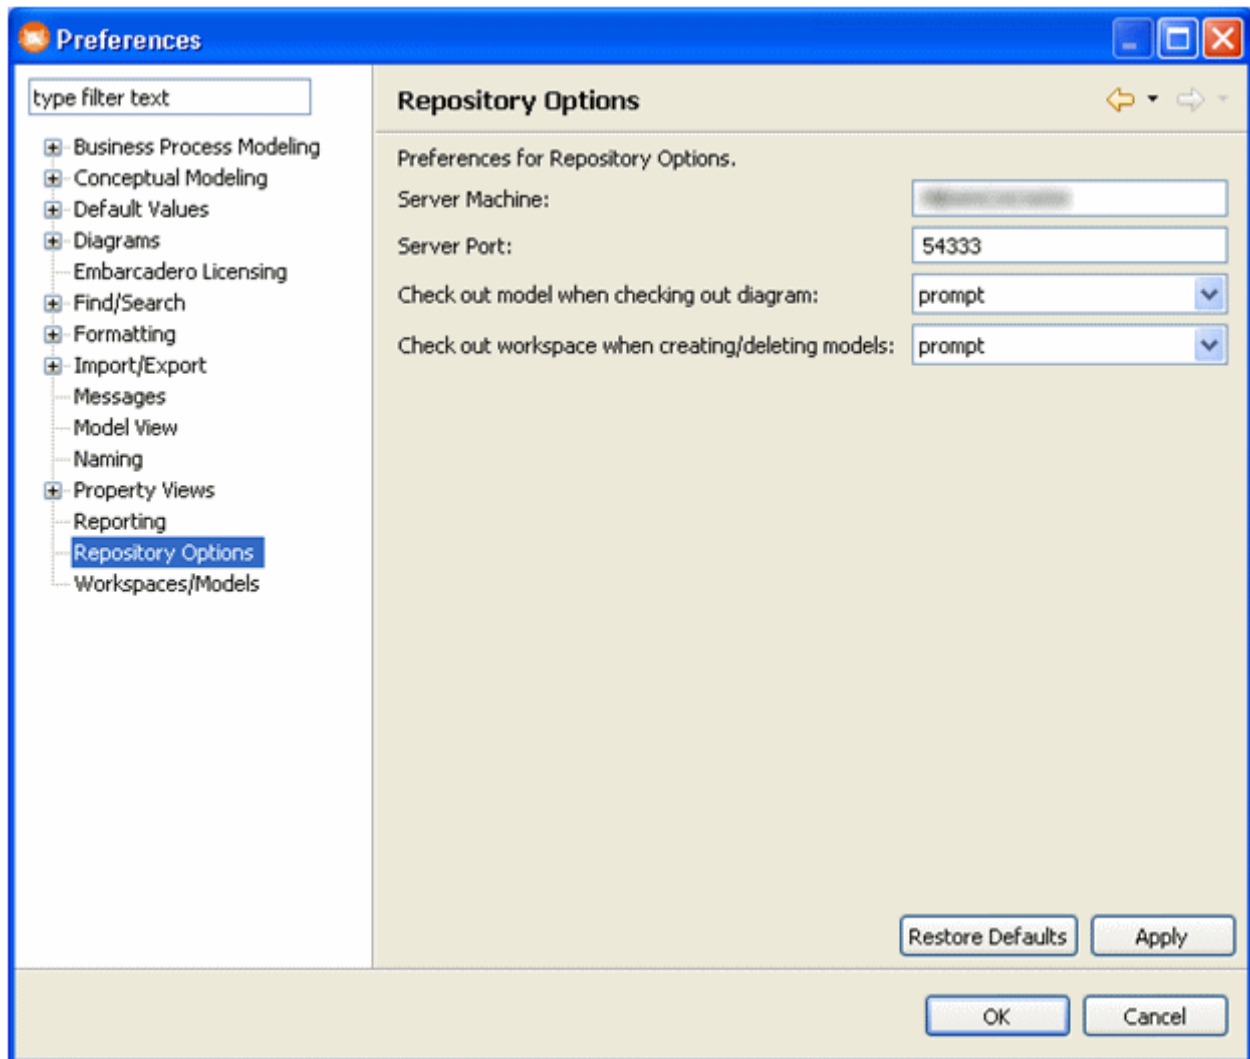 Preferences
type filter text
Business Process Modeling
Conceptual Modeling
Default Values
Diagrams
Embarcadero Licensing
Find/Search
Formatting
Import/Export
Messages
Model View
Naming
Property Views
Reporting
Repository Options
Workspaces/Models
Repository Options
Preferences for Repository Options.
Server Machine:
Server Port: 54333
Check out model when checking out diagram: prompt
Check out workspace when creating/deleting models: prompt
Restore Defaults Apply
OK Cancel